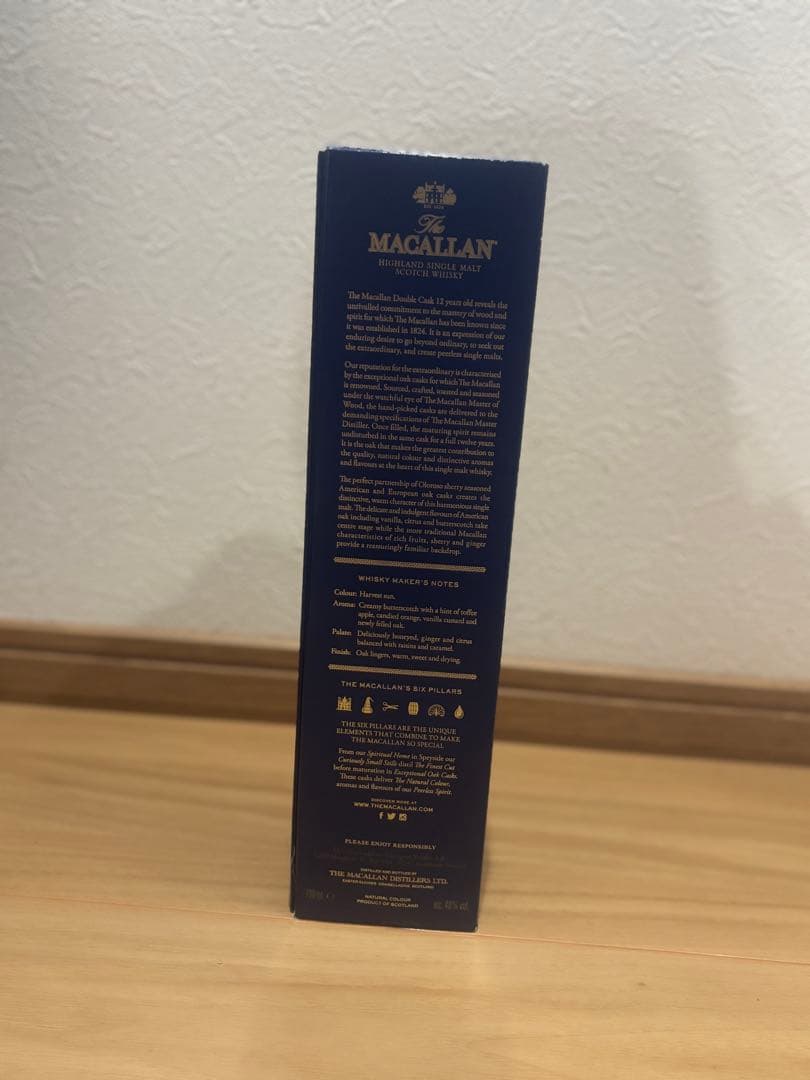 EST. 1824
The
MACALLAN
HIGHLAND SINGLE MALT
SCOTCH WHISKY
The Macallan Double Cask 12 years old reveals the
unrivalled commitment to the mastery of wood and
spirit for which The Macallan has been known since
it was established in 1824. It is an expression of our
enduring desire to go beyond ordinary, to seek out
the extraordinary, and create peerless single malts.
Our reputation for the extraordinary is characterised
by the exceptional oak casks for which The Macallan
is renowned. Sourced, crafted, toasted and seasoned
under the watchful eye of The Macallan Master of
Wood, the hand-picked casks are delivered to the
demanding specifications of The Macallan Master
Distiller. Once filled, the maturing spirit remains
undisturbed in the same cask for a full twelve years.
It is the oak that makes the greatest contribution to
the quality, natural colour and distinctive aromas
and flavours at the heart of this single malt whisky.
The perfect partnership of Oloroso sherry seasoned
American and European oak casks creates the
distinctive, warm character of this harmonious single
malt. The delicate and indulgent flavours of American
oak including vanilla, citrus and butterscotch take
centre stage while the more traditional Macallan
characteristics of rich fruits, sherry and ginger
provide a reassuringly familiar backdrop.
WHISKY MAKER'S NOTES
Colour: Harvest sun.
Aroma: Creamy butterscotch with a hint of toffee
apple, candied orange, vanilla custard and
newly felled oak.
Palate: Deliciously honeyed, ginger and citrus
balanced with raisins and caramel.
Finish: Oak lingers, warm, sweet and drying.
THE MACALLAN'S SIX PILLARS
THE SIX PILLARS ARE THE UNIQUE
ELEMENTS THAT COMBINE TO MAKE
THE MACALLAN SO SPECIAL
From our Spiritual Home in Speyside our
Curiously Small Stills distil The Finest Cut
before maturation in Exceptional Oak Casks.
These casks deliver The Natural Colour,
aromas and flavours of our Peerless Spirit.
DISCOVER MORE AT
WWW.THEMACALLAN.COM
PLEASE ENJOY RESPONSIBLY
DISTILLED AND BOTTLED BY
THE MACALLAN DISTILLERS LTD.
EASTER ELCHIES CRAIGELLACHIE SCOTLAND
NATURAL COLOUR
PRODUCT OF SCOTLAND
700ml e
alc. 40% vol.